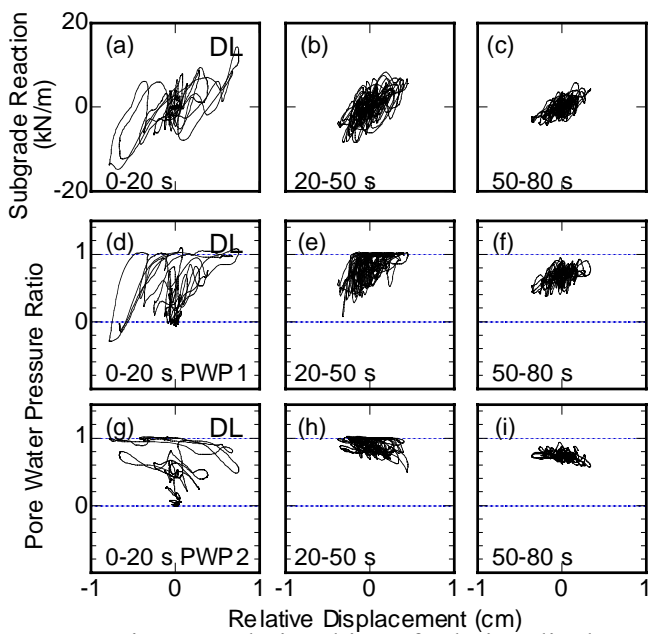 Subgrade Reaction
(kN/m)
20
0
-20
(a) DL
0-20 s
(b)
20-50 s
(c)
50-80 s
Pore Water Pressure Ratio
1
0
(d) DL
0-20 s PWP1
(e)
20-50 s
(f)
50-80 s
1
0
(g) DL
0-20 s PWP2
(h)
20-50 s
(i)
50-80 s
-1 0 1 -1 0 1 -1 0 1
Relative Displacement (cm)